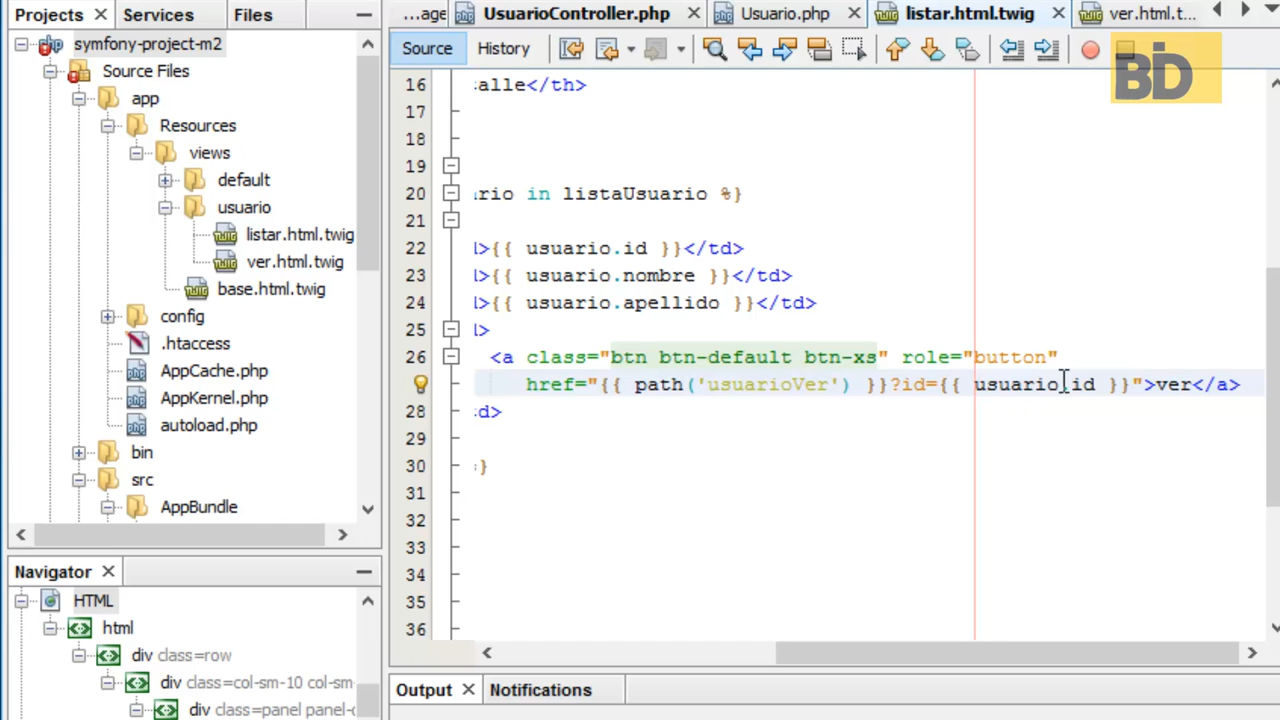 Projects
Services
Files
symfony-project-m2
Source Files
app
Resources
views
default
usuario
listar.html.twig
ver.html.twig
base.html.twig
config
.htaccess
AppCache.php
AppKernel.php
autoload.php
bin
src
AppBundle
Navigator
HTML
html
div class=row
div class=col-sm-10 col-sm-
div class=panel panel-
...age
UsuarioController.php
Usuario.php
listar.html.twig
ver.html.t...
Source
History
BD
16 alle</th>
17
18
19
20 ario in listaUsuario %}
21
22 >{{ usuario.id }}</td>
23 >{{ usuario.nombre }}</td>
24 >{{ usuario.apellido }}</td>
25 >
26 <a class="btn btn-default btn-xs" role="button"
href="{{ path('usuarioVer') }}?id={{ usuario.id }}">ver</a>
28 d>
29
30 }
31
32
33
34
35
36
Output
Notifications